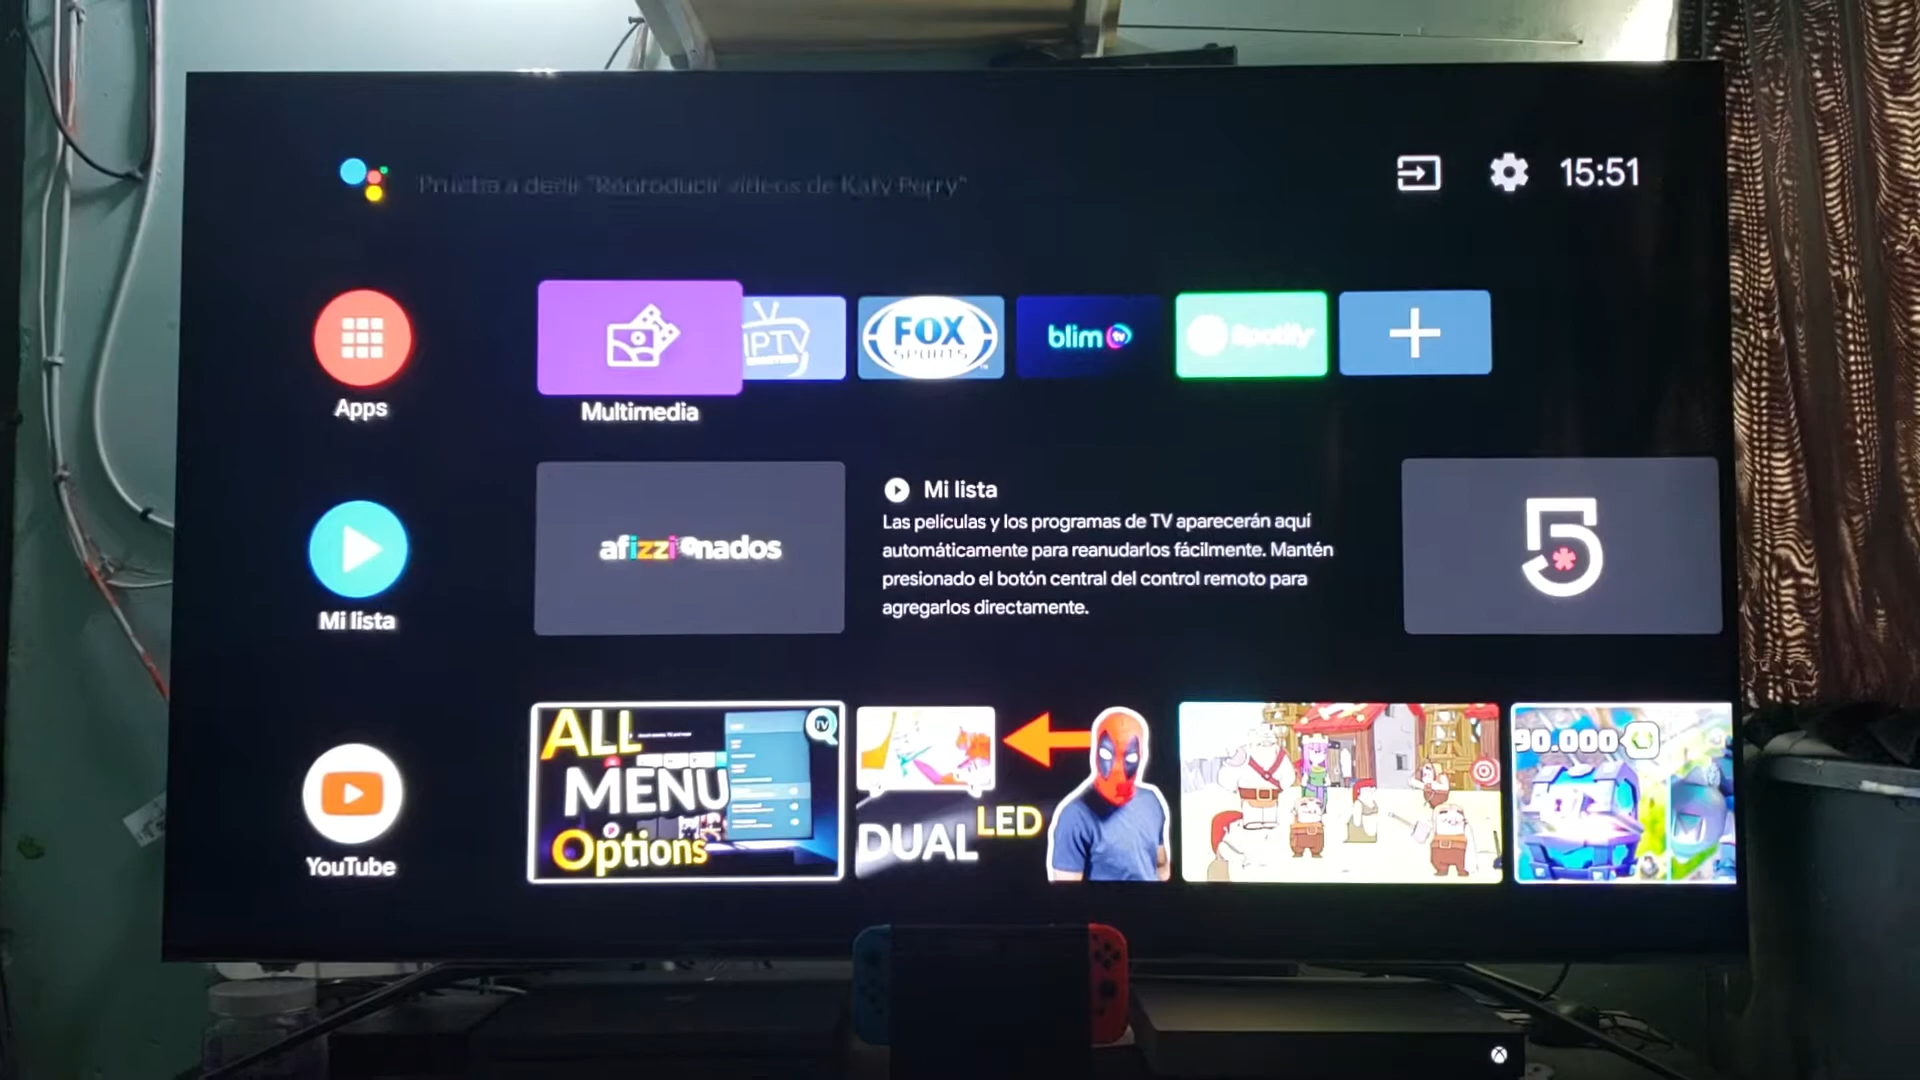 Prueba a decir "Reproducir videos de Katy Perry"
15:51
IPTV
FOX
SPORTS
blim tv
Spotify
Apps
Multimedia
afizzionados
Mi lista
Las películas y los programas de TV aparecerán aquí
automáticamente para reanudarlos fácilmente. Mantén
presionado el botón central del control remoto para
agregarlos directamente.
5
Mi lista
ALL
TV
MENU
Options
DUAL LED
90.000
YouTube